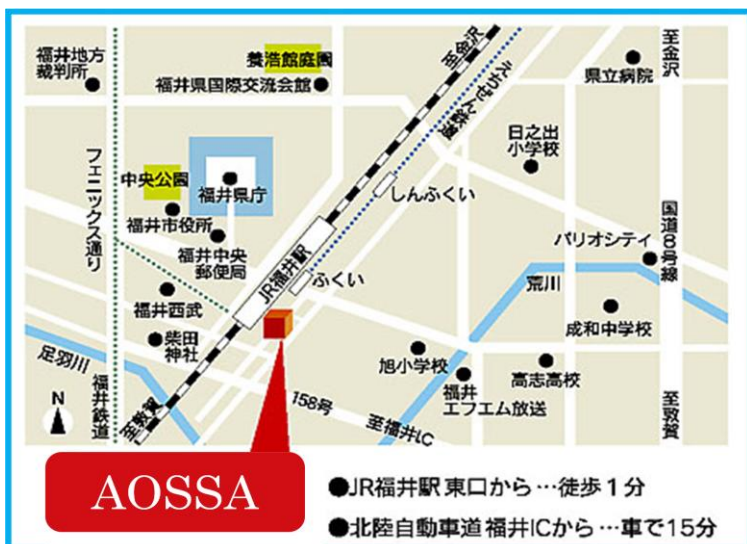 養浩館庭園
福井地方
裁判所
福井県国際交流会館
至金沢
えちぜん鉄道
県立病院
至金沢
日之出
小学校
フェニックス通り
中央公園
福井県庁
しんふくい
福井市役所
福井中央
郵便局
国道8号線
バリオシティ
JR福井駅
ふくい
荒川
福井西武
柴田
神社
成和中学校
足羽川
旭小学校
高志高校
福井
エフエム放送
N
福井鉄道
至敦賀
158号
至福井IC
至敦賀
AOSSA
●JR福井駅 東口から…徒歩1分
●北陸自動車道 福井ICから…車で15分